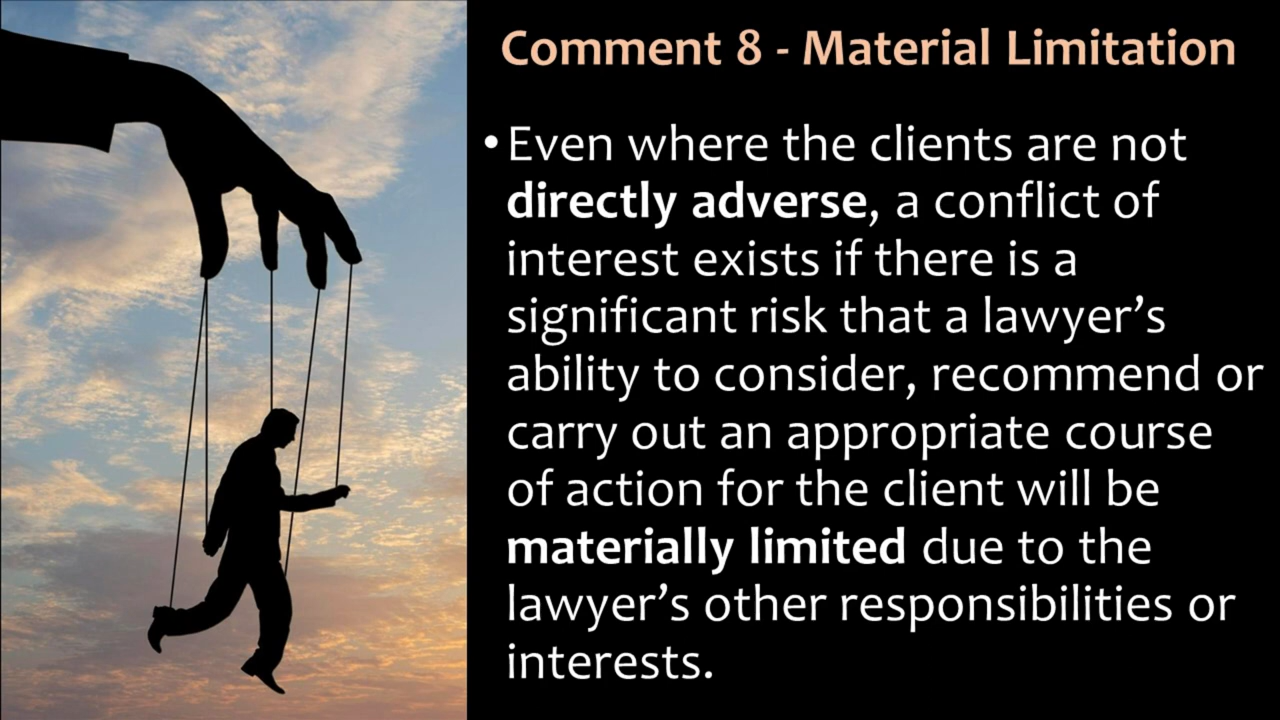 Comment 8 - Material Limitation
• Even where the clients are not
directly adverse, a conflict of
interest exists if there is a
significant risk that a lawyer’s
ability to consider, recommend or
carry out an appropriate course
of action for the client will be
materially limited due to the
lawyer’s other responsibilities or
interests.